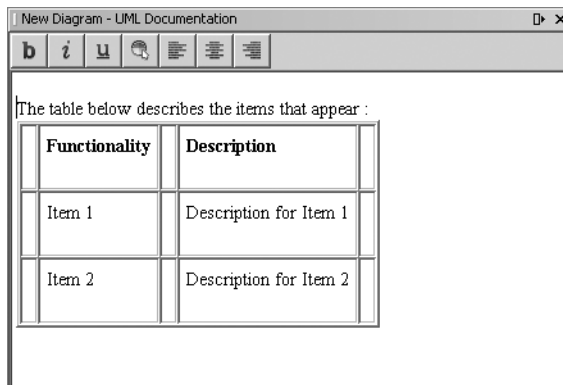 New Diagram - UML Documentation
b i u
The table below describes the items that appear :
Functionality Description
Item 1 Description for Item 1
Item 2 Description for Item 2